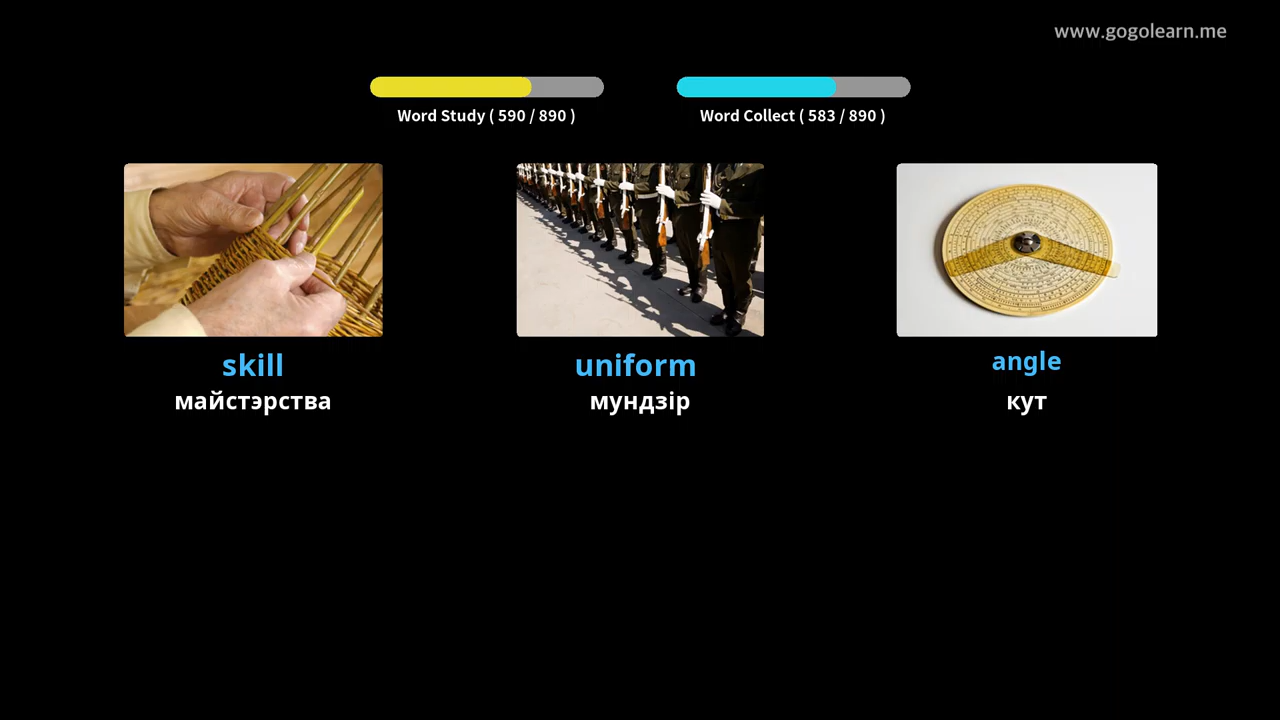 www.gogolearn.me
Word Study ( 590 / 890 )
Word Collect ( 583 / 890 )
skill
uniform
angle
майстэрства
мундзір
кут